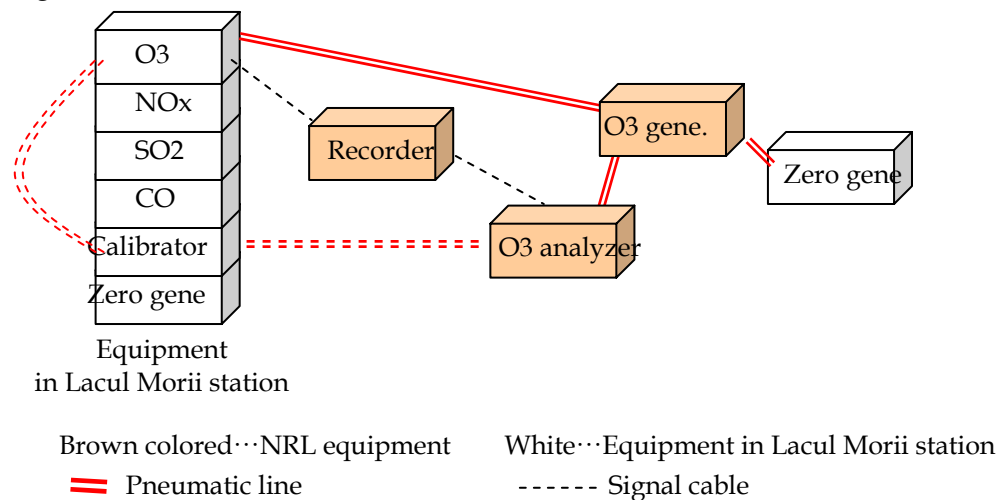 O3
NOx
SO2
CO
Calibrator
Zero gene
Recorder
O3 gene.
O3 analyzer
Zero gene
Equipment
in Lacul Morii station
Brown colored···NRL equipment
White···Equipment in Lacul Morii station
Pneumatic line
Signal cable